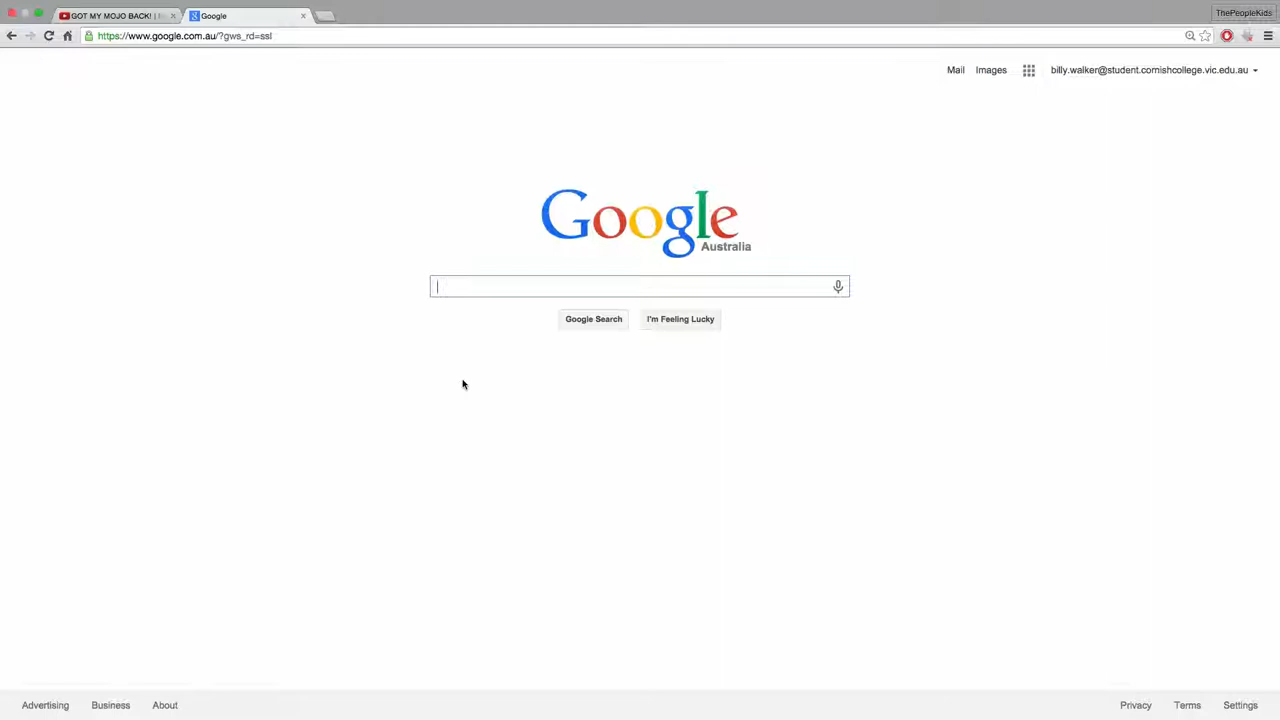 GOT MY MOJO BACK! |
Google
ThePeopleKids
https://www.google.com.au/?gws_rd=ssl
Mail Images billy.walker@student.cornishcollege.vic.edu.au
Google
Australia
Google Search I'm Feeling Lucky
Advertising Business About Privacy Terms Settings